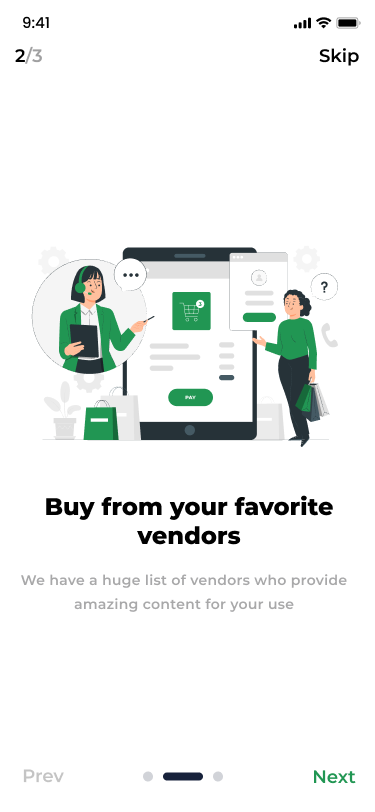 9:41
2/3
Skip
1
?
PAY
Buy from your favorite
vendors
We have a huge list of vendors who provide
amazing content for your use
Prev
Next